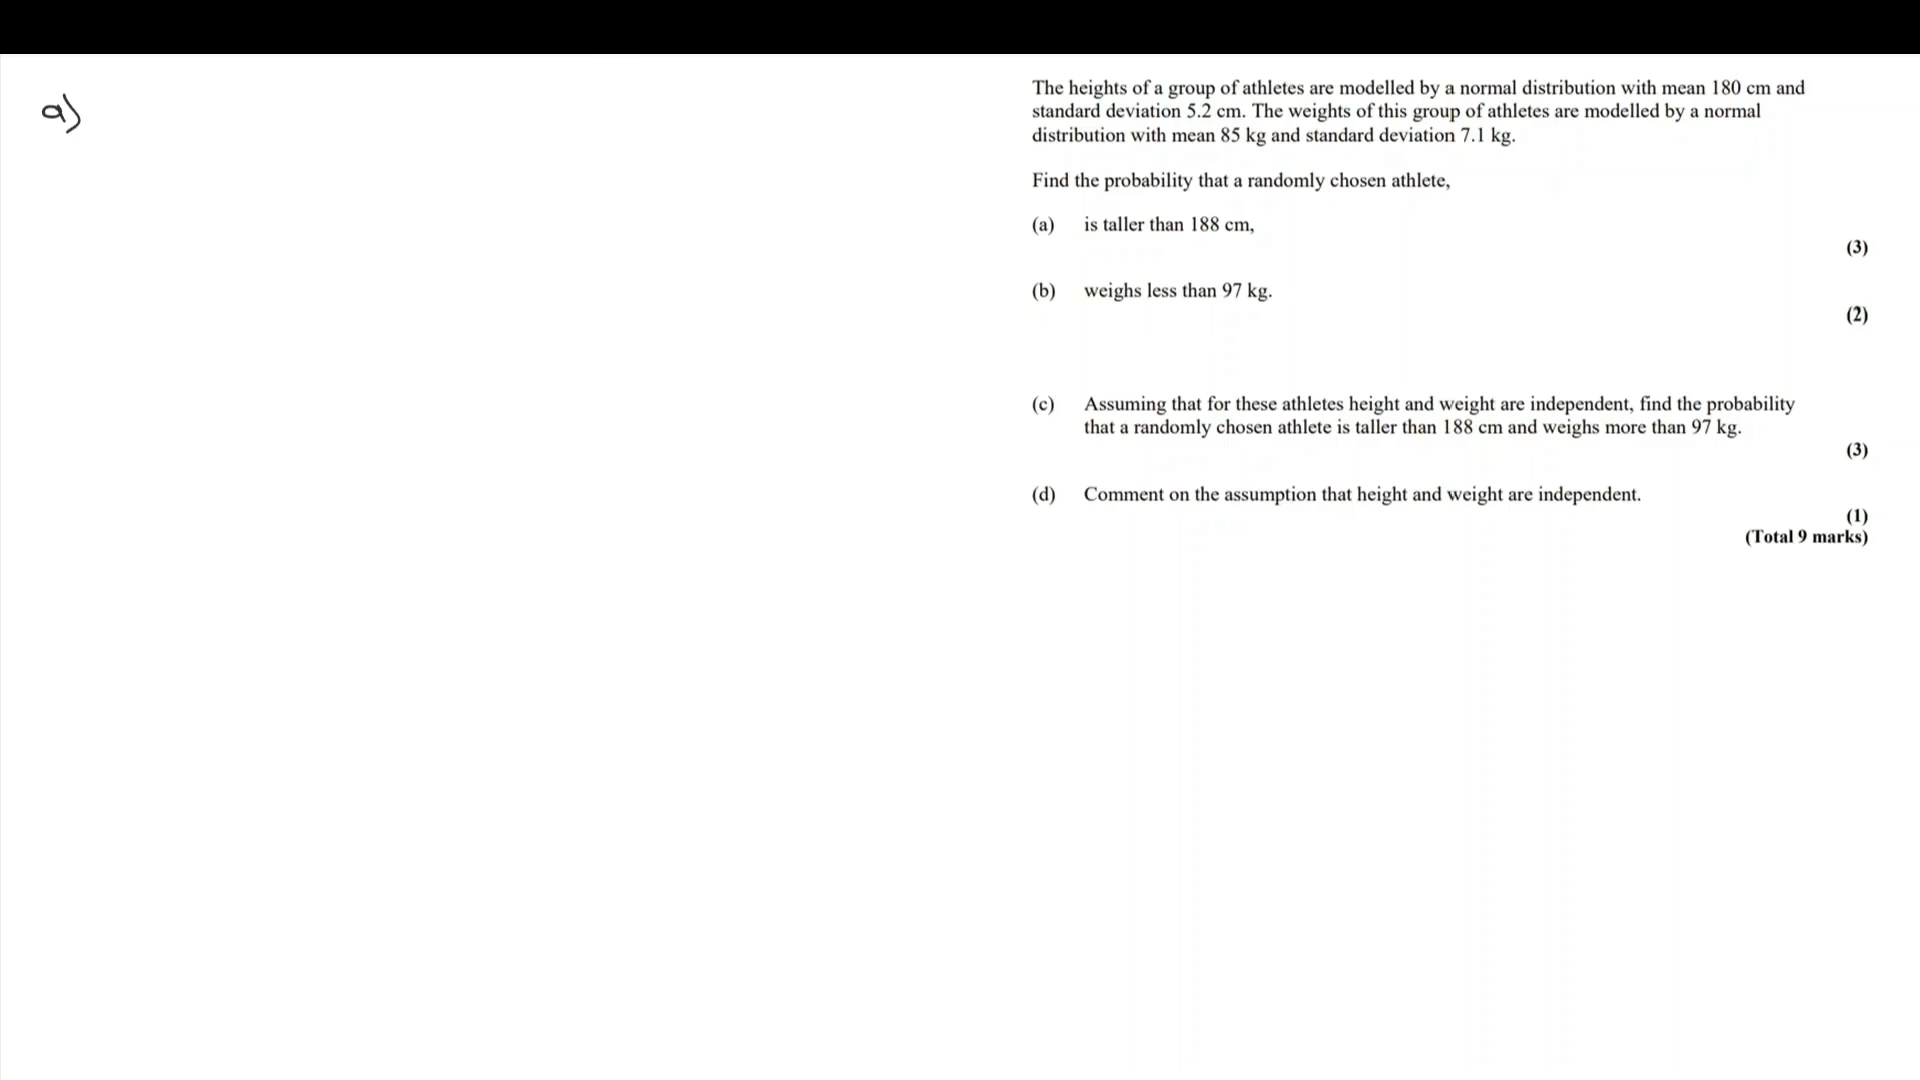 a)
The heights of a group of athletes are modelled by a normal distribution with mean 180 cm and
standard deviation 5.2 cm. The weights of this group of athletes are modelled by a normal
distribution with mean 85 kg and standard deviation 7.1 kg.
Find the probability that a randomly chosen athlete,
(a) is taller than 188 cm,
(3)
(b) weighs less than 97 kg.
(2)
(c) Assuming that for these athletes height and weight are independent, find the probability
that a randomly chosen athlete is taller than 188 cm and weighs more than 97 kg.
(3)
(d) Comment on the assumption that height and weight are independent.
(1)
(Total 9 marks)